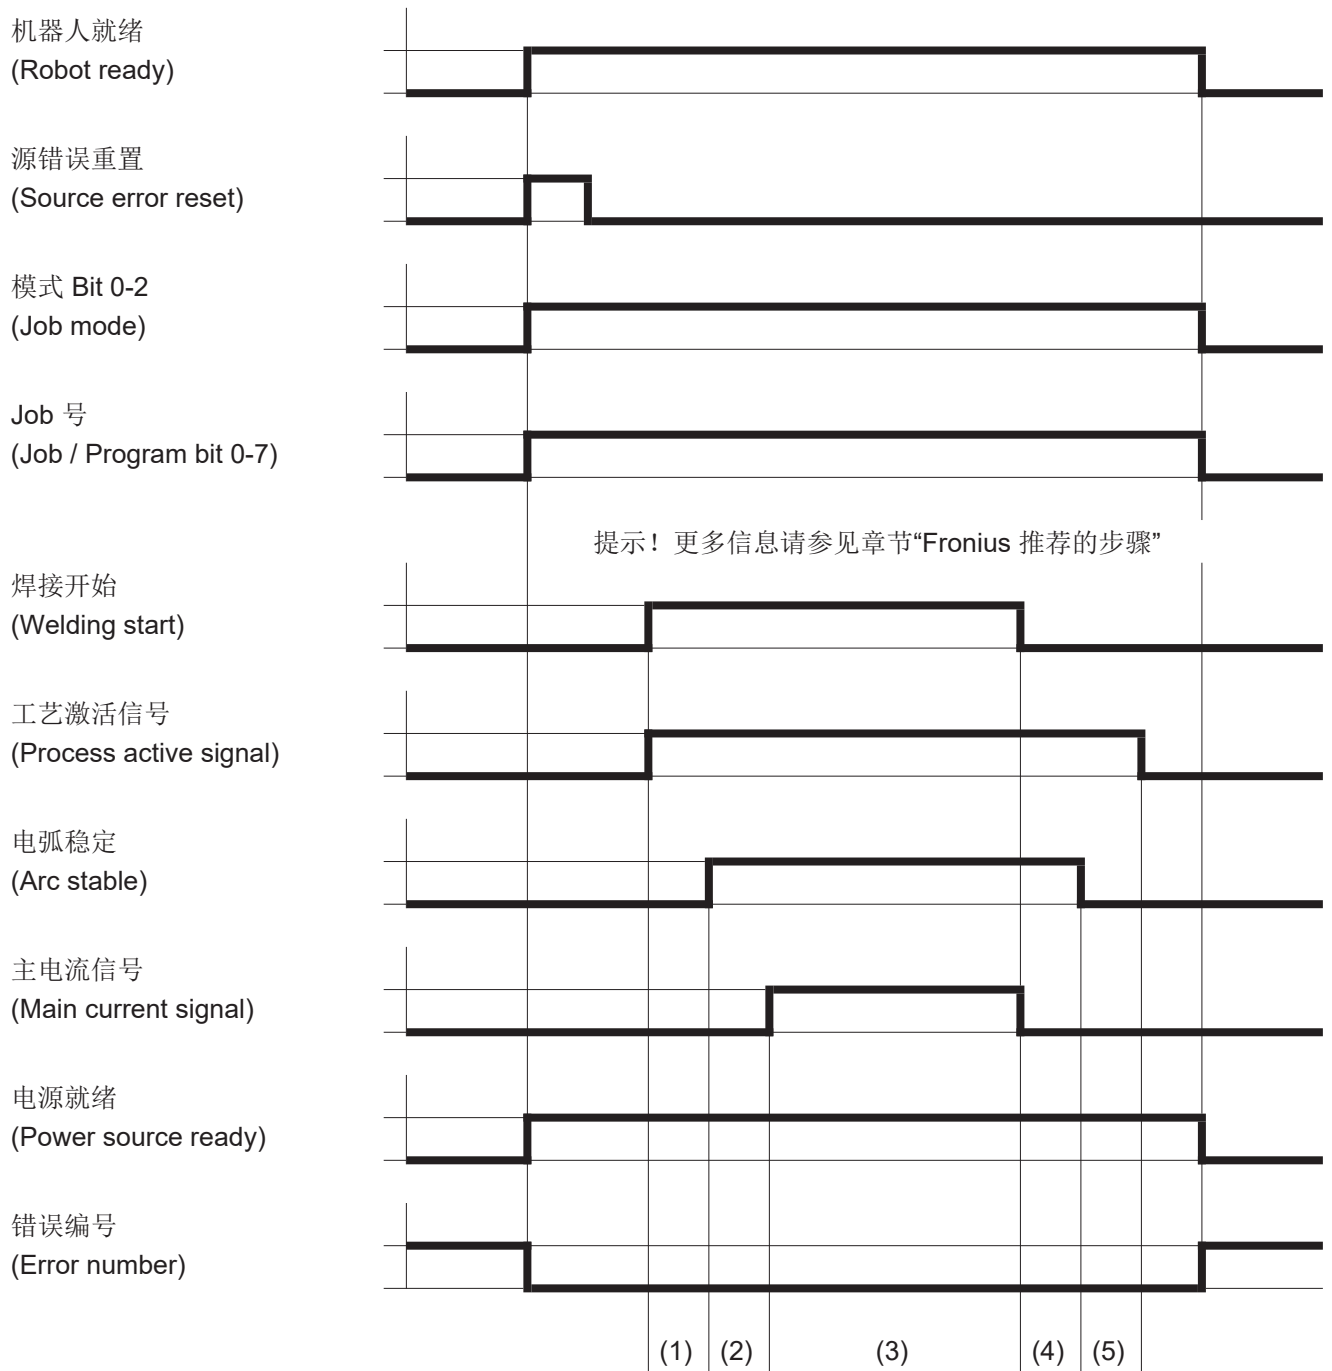 机器人就绪
(Robot ready)
源错误重置
(Source error reset)
模式 Bit 0-2
(Job mode)
Job 号
(Job / Program bit 0-7)
提示！更多信息请参见章节“Fronius 推荐的步骤”
焊接开始
(Welding start)
工艺激活信号
(Process active signal)
电弧稳定
(Arc stable)
主电流信号
(Main current signal)
电源就绪
(Power source ready)
错误编号
(Error number)
(1) (2) (3) (4) (5)